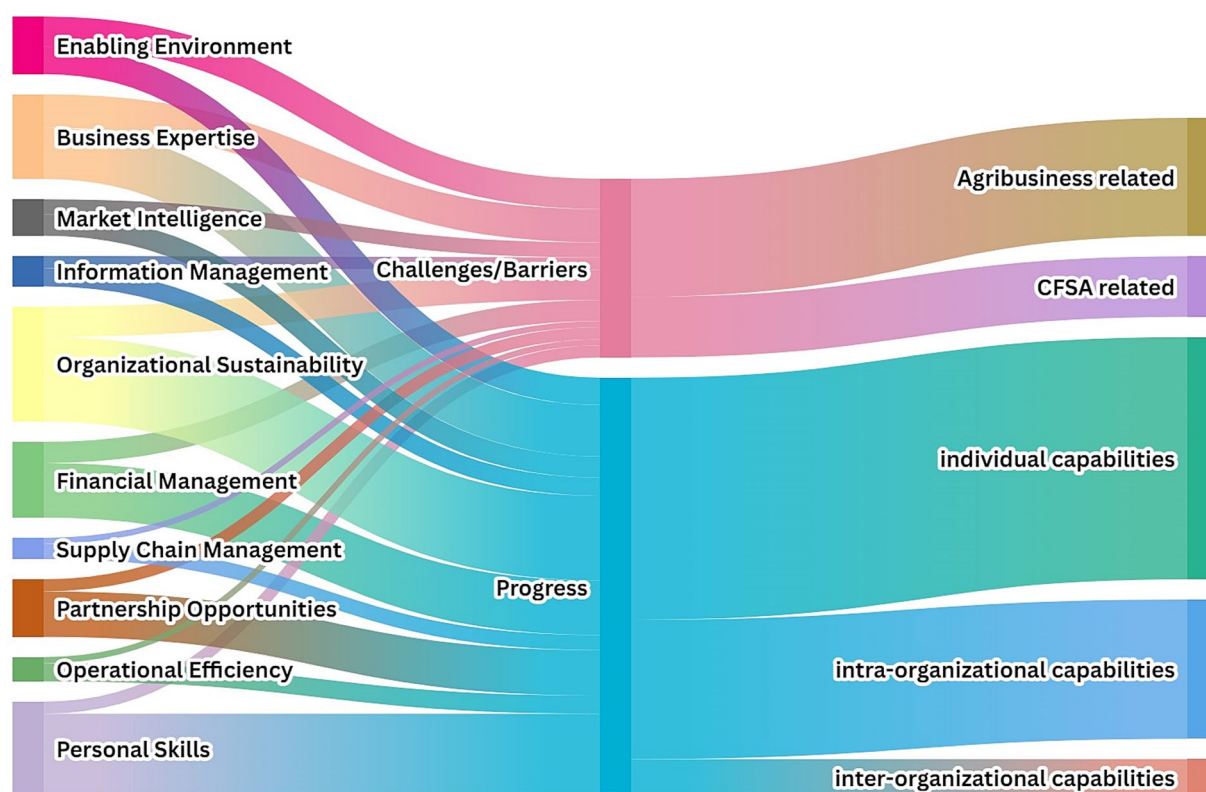 Enabling Environment
Business Expertise
Market Intelligence
Information Management
Organizational Sustainability
Financial Management
Supply Chain Management
Partnership Opportunities
Operational Efficiency
Personal Skills
Challenges/Barriers
Progress
Agribusiness related
CFSA related
individual capabilities
intra-organizational capabilities
inter-organizational capabilities